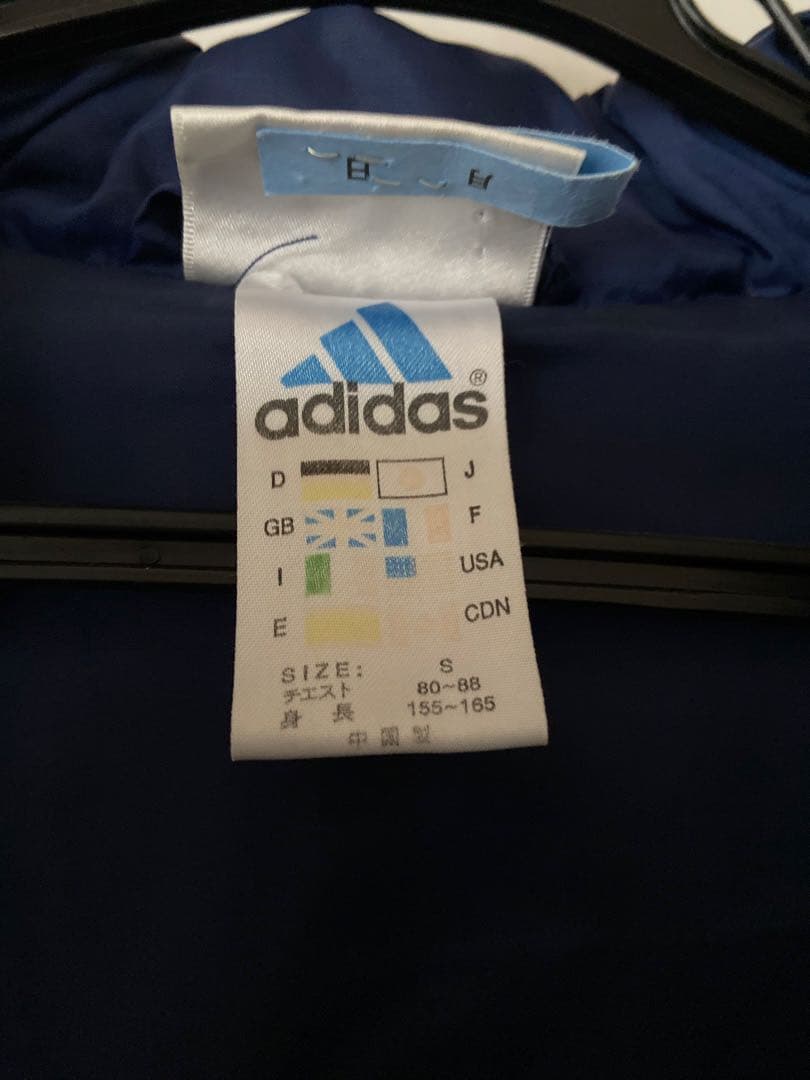 adidas®
D J
GB F
I USA
E CDN
SIZE: S
チエスト 80~88
身長 155~165
中国製